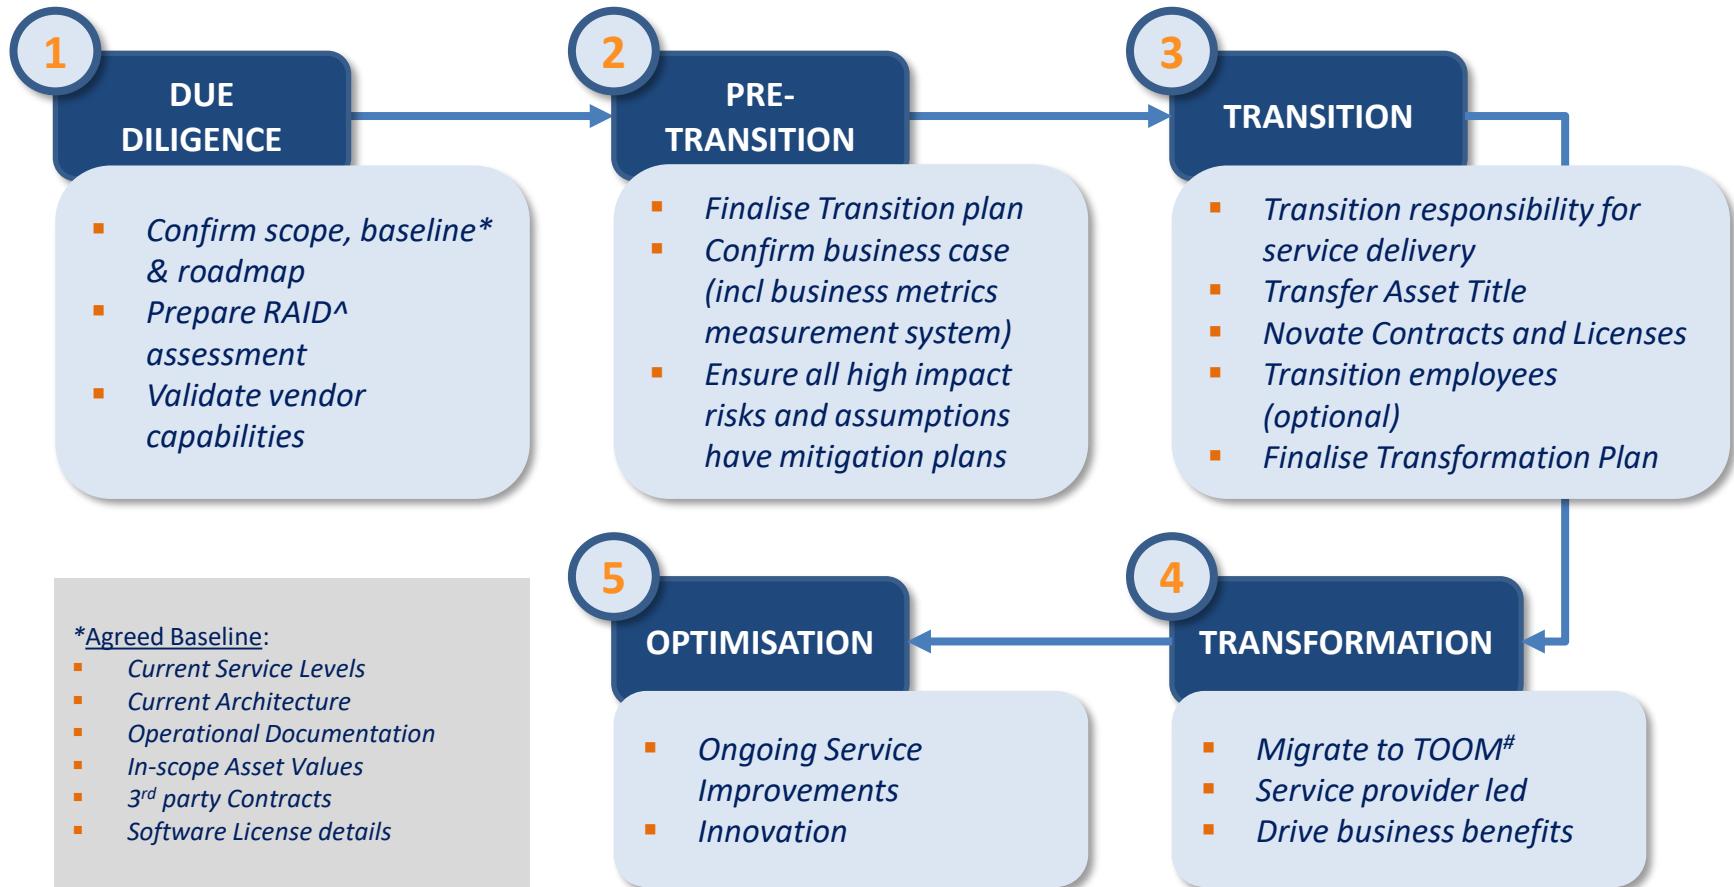 1
DUE
DILIGENCE
▪ Confirm scope, baseline*
& roadmap
▪ Prepare RAID^
assessment
▪ Validate vendor
capabilities
2
PRE-
TRANSITION
▪ Finalise Transition plan
▪ Confirm business case
(incl business metrics
measurement system)
▪ Ensure all high impact
risks and assumptions
have mitigation plans
3
TRANSITION
▪ Transition responsibility for
service delivery
▪ Transfer Asset Title
▪ Novate Contracts and Licenses
▪ Transition employees
(optional)
▪ Finalise Transformation Plan
4
TRANSFORMATION
▪ Migrate to TOOM#
▪ Service provider led
▪ Drive business benefits
5
OPTIMISATION
▪ Ongoing Service
Improvements
▪ Innovation
*Agreed Baseline:
▪ Current Service Levels
▪ Current Architecture
▪ Operational Documentation
▪ In-scope Asset Values
▪ 3rd party Contracts
▪ Software License details